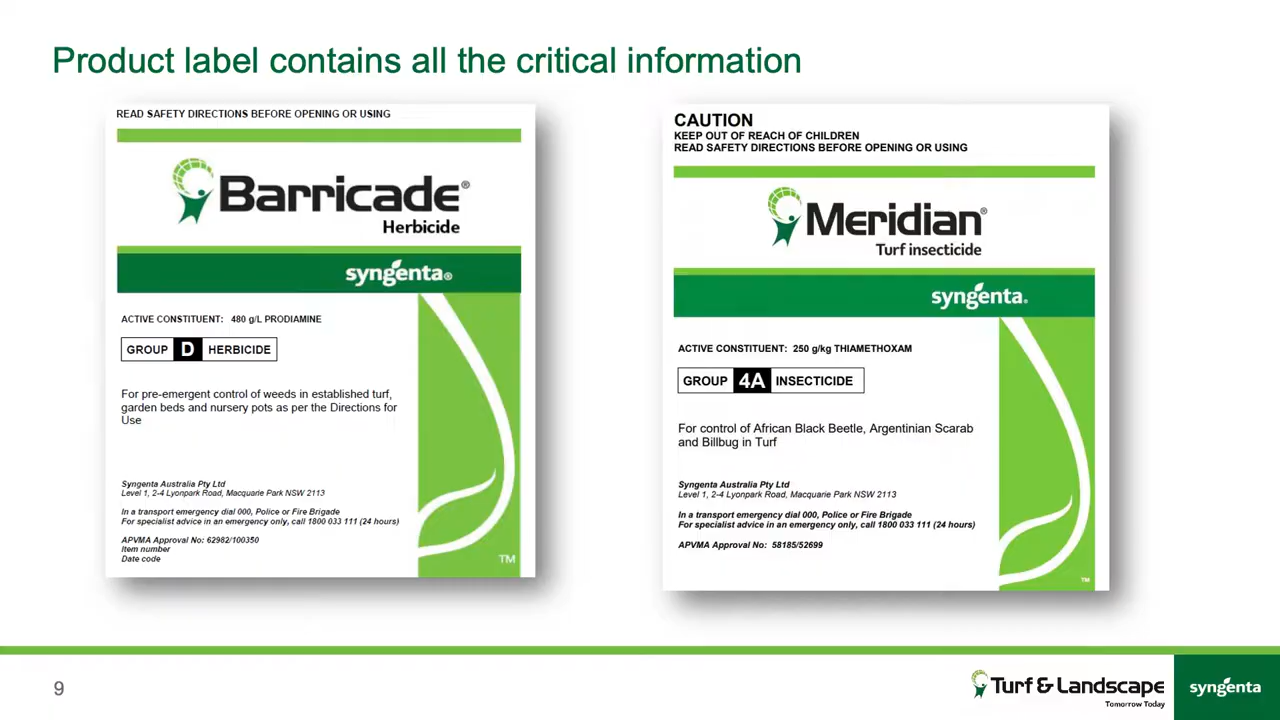 Product label contains all the critical information
READ SAFETY DIRECTIONS BEFORE OPENING OR USING
Barricade®
Herbicide
syngenta®
ACTIVE CONSTITUENT: 480 g/L PRODIAMINE
GROUP D HERBICIDE
For pre-emergent control of weeds in established turf,
garden beds and nursery pots as per the Directions for
Use
Syngenta Australia Pty Ltd
Level 1, 2-4 Lyonpark Road, Macquarie Park NSW 2113
In a transport emergency dial 000, Police or Fire Brigade
For specialist advice in an emergency only, call 1800 033 111 (24 hours)
APVMA Approval No: 62982/100350
Item number
Date code
TM
CAUTION
KEEP OUT OF REACH OF CHILDREN
READ SAFETY DIRECTIONS BEFORE OPENING OR USING
Meridian®
Turf insecticide
syngenta®
ACTIVE CONSTITUENT: 250 g/kg THIAMETHOXAM
GROUP 4A INSECTICIDE
For control of African Black Beetle, Argentinian Scarab
and Billbug in Turf
Syngenta Australia Pty Ltd
Level 1, 2-4 Lyonpark Road, Macquarie Park NSW 2113
In a transport emergency dial 000, Police or Fire Brigade
For specialist advice in an emergency only, call 1800 033 111 (24 hours)
APVMA Approval No: 58185/52699
TM
9
Turf & Landscape
Tomorrow Today
syngenta